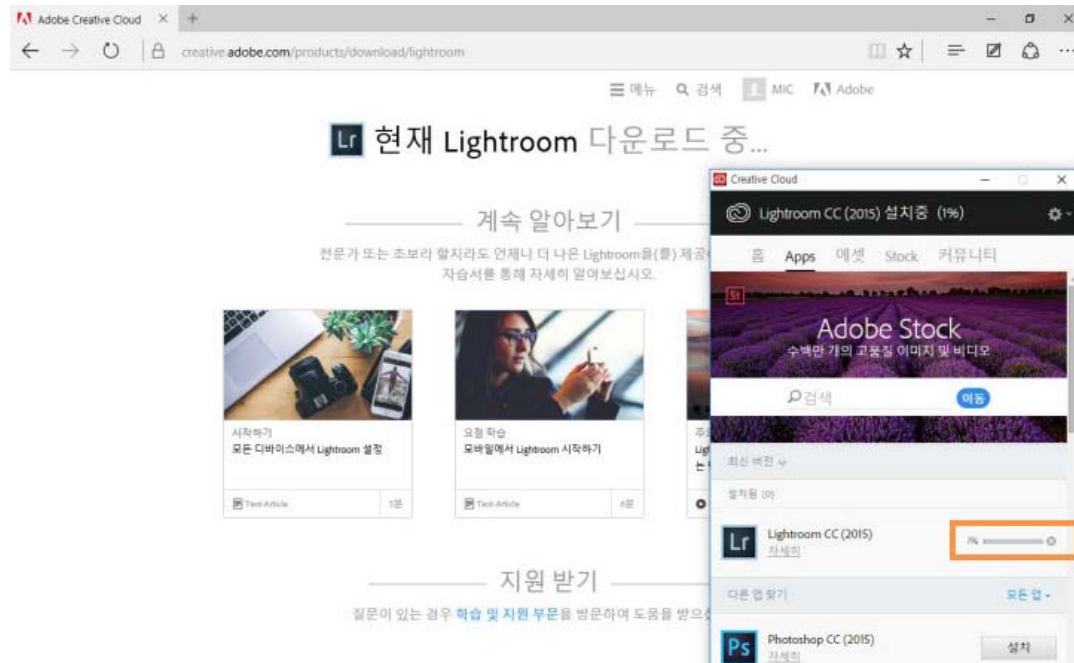 Adobe Creative Cloud
creative.adobe.com/products/download/lightroom
메뉴 검색 MIC Adobe
Lr 현재 Lightroom 다운로드 중...
계속 알아보기
전문가 또는 초보라 할지라도 언제나 더 나은 Lightroom을(를) 제공
자습서를 통해 자세히 알아보십시오.
시작하기
모든 디바이스에서 Lightroom 설정
Text-Article 3분
요점 학습
모바일에서 Lightroom 시작하기
Text-Article 6분
지원 받기
질문이 있는 경우 학습 및 지원 부문을 방문하여 도움을 받으
Creative Cloud
Lightroom CC (2015) 설치중 (1%)
홈 Apps 에셋 Stock 커뮤니티
St
Adobe Stock
수백만 개의 고품질 이미지 및 비디오
검색 이동
최신 버전
설치됨 (0)
Lr Lightroom CC (2015)
자세히
다른 앱 찾기 모든 앱
Ps Photoshop CC (2015) 설치
자세히